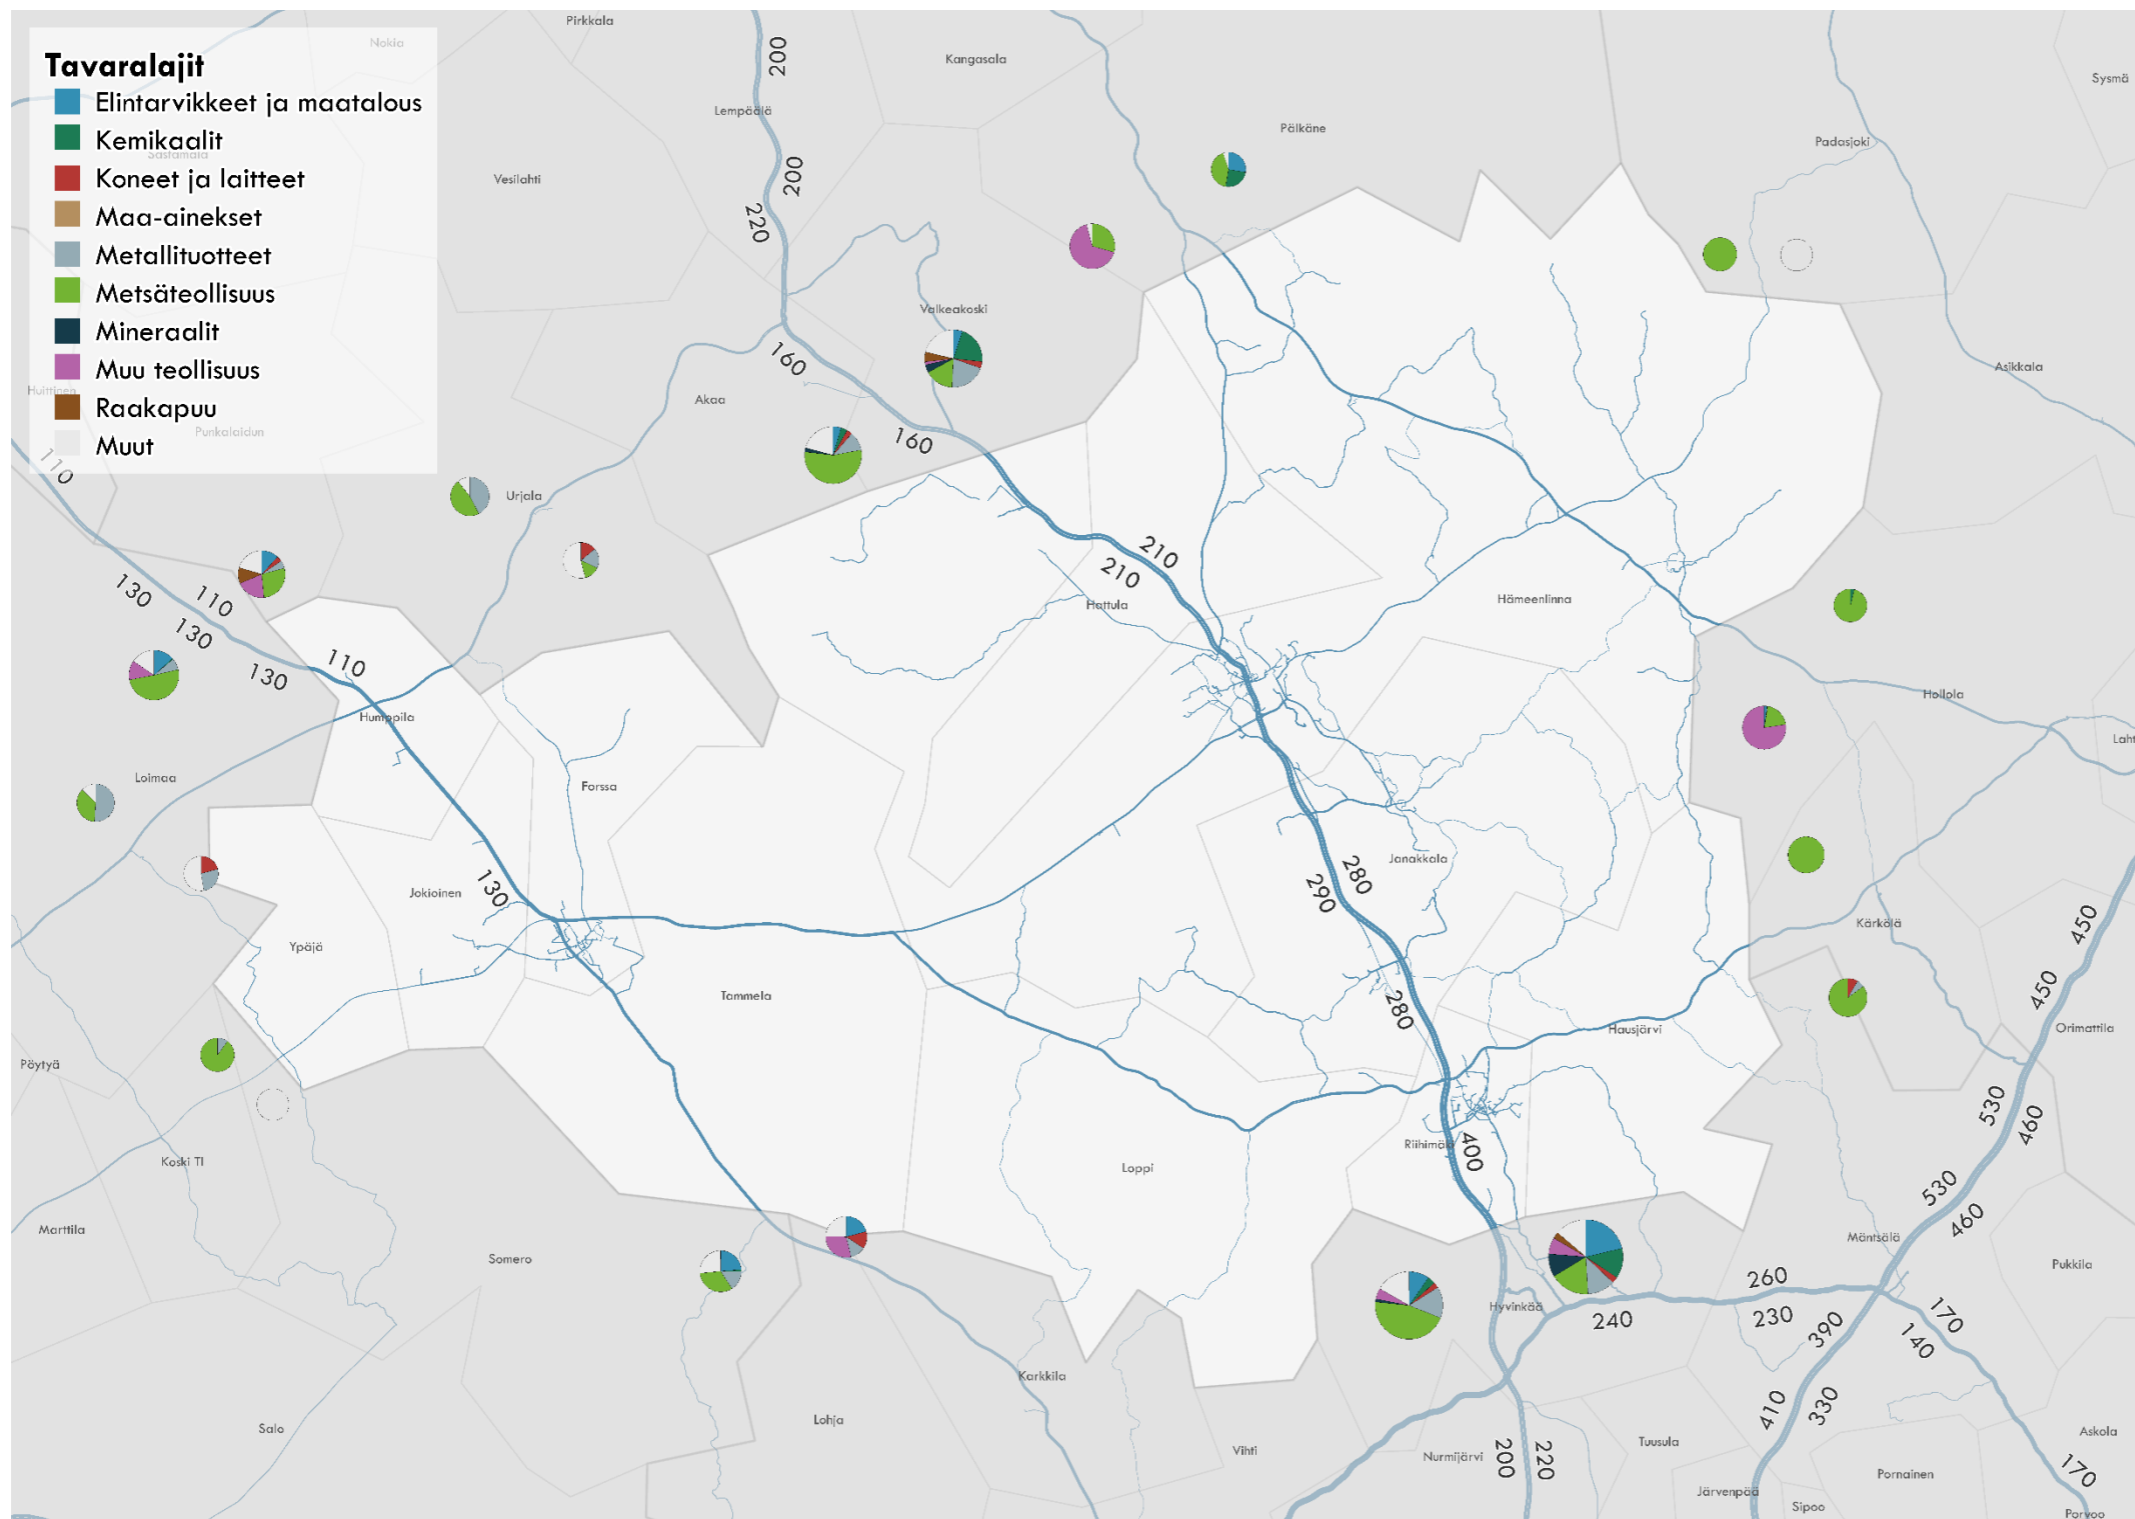 Tavaralajit
Elintarvikkeet ja maatalous
Kemikaalit
Koneet ja laitteet
Maa-ainekset
Metallituotteet
Metsäteollisuus
Mineraalit
Muu teollisuus
Raakapuu
Muut
Nokia
Pirkkala
200
Kangasala
Sysmä
Lempäälä
Pälkäne
Padasjoki
Sastamala
Vesilahti
200
220
Valkeakoski
160
Asikkala
Huittinen
Akaa
Punkalaidun
160
110
Urjala
210
210
130
110
Hattula
Hämeenlinna
130
110
130
Hollola
Humppila
Laht
Loimaa
Forssa
280
Janakkala
290
130
Jokioinen
450
Kärkölä
Ypäjä
Tammela
450
280
Hausjärvi
Orimattila
Pöytyä
530
460
Riihimä
400
Koski Tl
Loppi
530
460
Marttila
Mäntsälä
Somero
Pukkila
260
Hyvinkää
240
230
390
170
140
Karkkila
410
330
Salo
Lohja
Askola
Vihti
Nurmijärvi
200
220
Tuusula
170
Pornainen
Järvenpää
Sipoo
Porvoo